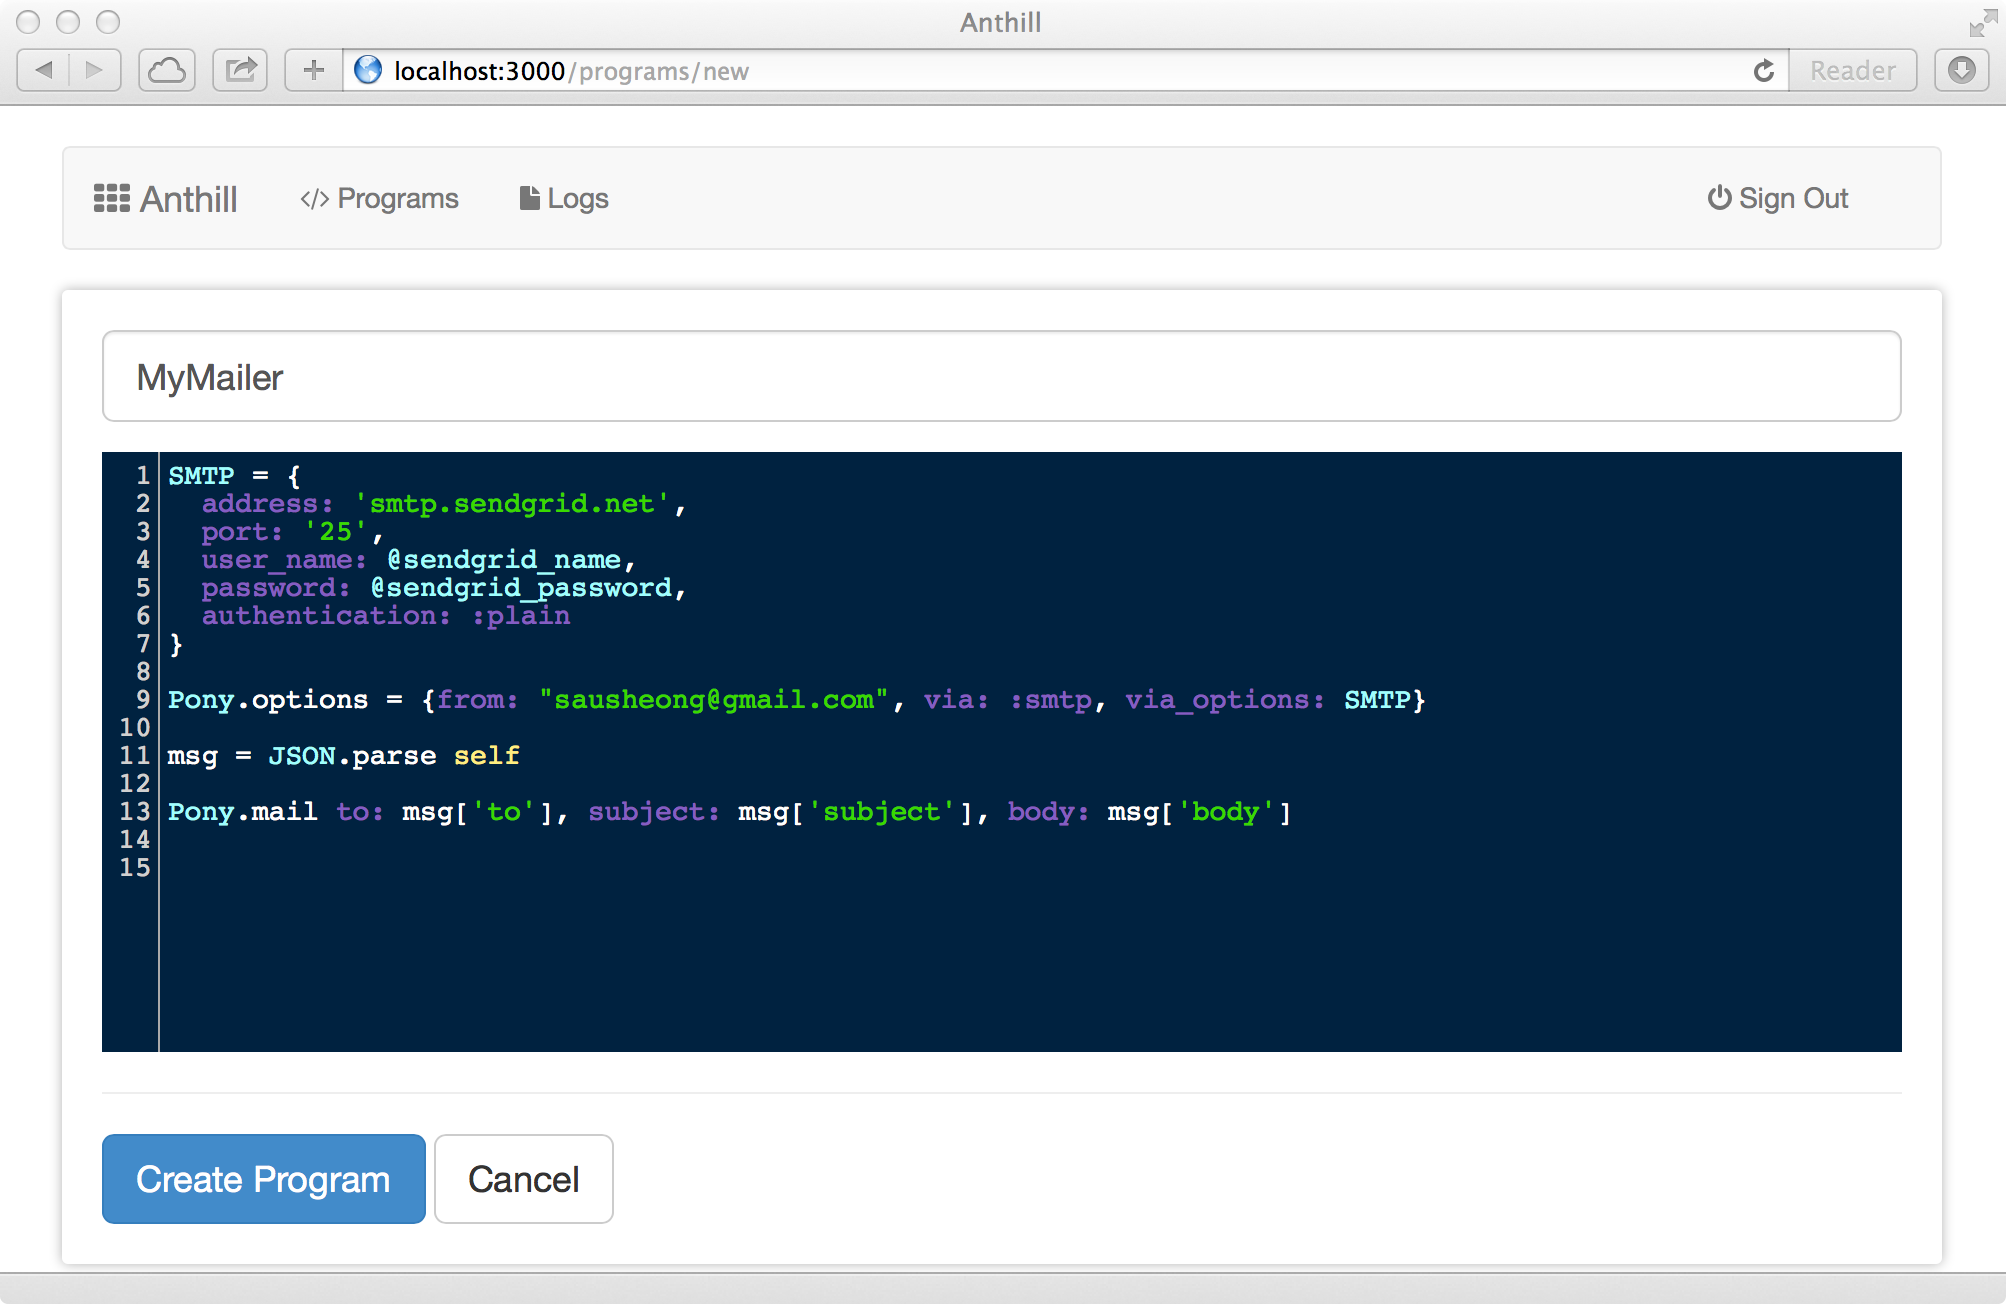 Anthill
localhost:3000/programs/new
Reader
Anthill </> Programs Logs Sign Out
MyMailer
1 SMTP = {
2   address: 'smtp.sendgrid.net',
3   port: '25',
4   user_name: @sendgrid_name,
5   password: @sendgrid_password,
6   authentication: :plain
7 }
8
9 Pony.options = {from: "sausheong@gmail.com", via: :smtp, via_options: SMTP}
10
11 msg = JSON.parse self
12
13 Pony.mail to: msg['to'], subject: msg['subject'], body: msg['body']
14
15
Create Program Cancel